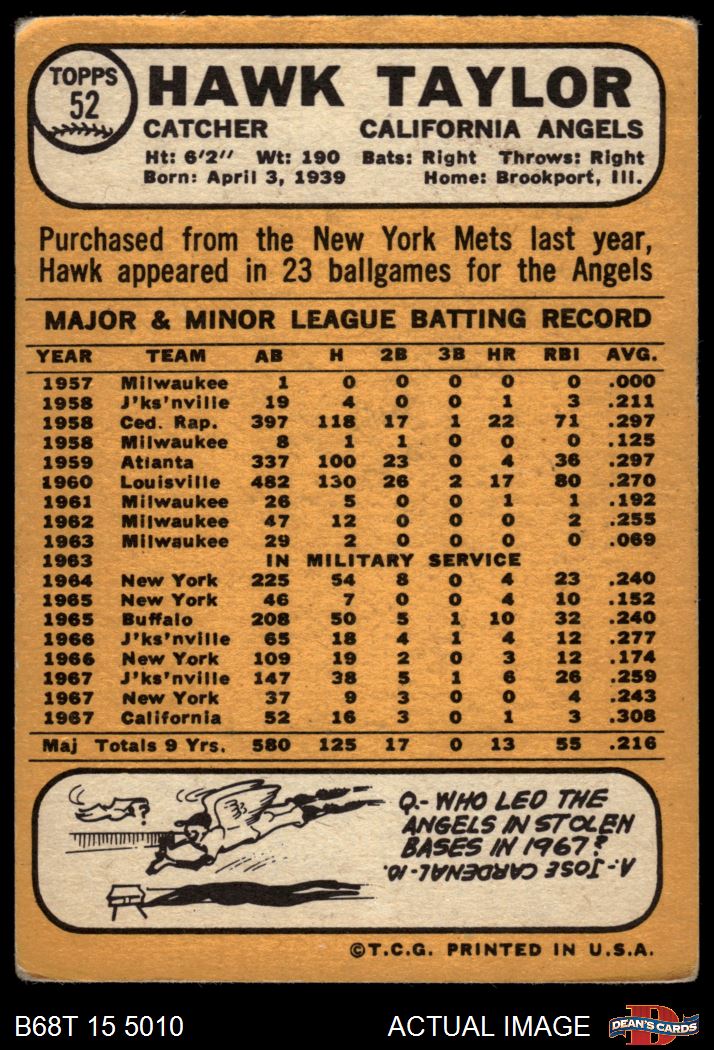 TOPPS
52
HAWK TAYLOR
CATCHER CALIFORNIA ANGELS
Ht: 6'2" Wt: 190 Bats: Right Throws: Right
Born: April 3, 1939 Home: Brookport, Ill.
Purchased from the New York Mets last year,
Hawk appeared in 23 ballgames for the Angels
MAJOR & MINOR LEAGUE BATTING RECORD
YEAR TEAM AB H 2B 3B HR RBI AVG.
1957 Milwaukee 1 0 0 0 0 0 .000
1958 J'ks'nville 19 4 0 0 1 3 .211
1958 Ced. Rap. 397 118 17 1 22 71 .297
1958 Milwaukee 8 1 1 0 0 0 .125
1959 Atlanta 337 100 23 0 4 36 .297
1960 Louisville 482 130 26 2 17 80 .270
1961 Milwaukee 26 5 0 0 1 1 .192
1962 Milwaukee 47 12 0 0 0 2 .255
1963 Milwaukee 29 2 0 0 0 0 .069
1963 IN MILITARY SERVICE
1964 New York 225 54 8 0 4 23 .240
1965 New York 46 7 0 0 4 10 .152
1965 Buffalo 208 50 5 1 10 32 .240
1966 J'ks'nville 65 18 4 1 4 12 .277
1966 New York 109 19 2 0 3 12 .174
1967 J'ks'nville 147 38 5 1 6 26 .259
1967 New York 37 9 3 0 0 4 .243
1967 California 52 16 3 0 1 3 .308
Maj Totals 9 Yrs. 580 125 17 0 13 55 .216
Q.- WHO LED THE
ANGELS IN STOLEN
BASES IN 1967?
A.- JOSE CARDENAL-10.
©T.C.G. PRINTED IN U.S.A.
B68T 15 5010 ACTUAL IMAGE D DEAN'S CARDS